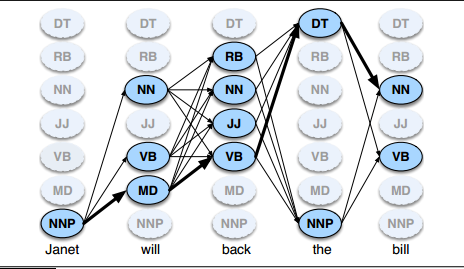 DT DT DT DT DT
RB RB RB RB RB
NN NN NN NN NN
JJ JJ JJ JJ JJ
VB VB VB VB VB
MD MD MD MD MD
NNP NNP NNP NNP NNP
Janet will back the bill